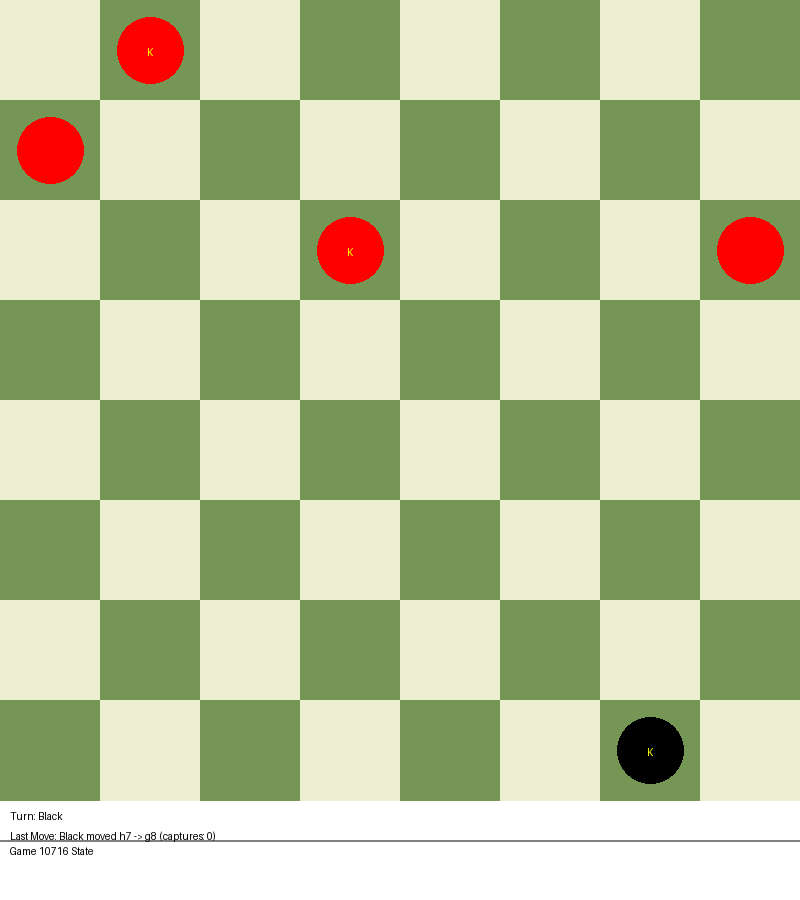 K
K
K
Turn: Black
Last Move: Black moved h7 -> g8 (captures: 0)
Game 10716 State